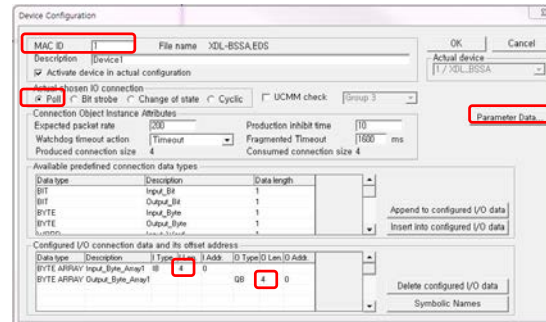 Device Configuration
MAC ID 1 File name XDL-BSSA.EDS
Description Device1
Activate device in actual configuration
OK Cancel
Actual device
1 / XDL_BSSA
Actual chosen IO connection
Poll Bit strobe Change of state Cyclic UCMM check Group 3
Parameter Data...
Connection Object Instance Attributes
Expected packet rate 200 Production inhibit time 10
Watchdog timeout action Timeout Fragmented Timeout 1600 ms
Produced connection size 4 Consumed connection size 4
Available predefined connection data types
Data type Description Data length
BIT Input_Bit 1
BIT Output_Bit 1
BYTE Input_Byte 1
BYTE Output_Byte 1
Append to configured I/O data
Insert into configured I/O data
Configured I/O connection data and its offset address
Data type Description I Type I Len. I Addr. O Type O Len. O Addr.
BYTE ARRAY Input_Byte_Array1 IB 4 0
BYTE ARRAY Output_Byte_Array1 QB 4 0
Delete configured I/O data
Symbolic Names